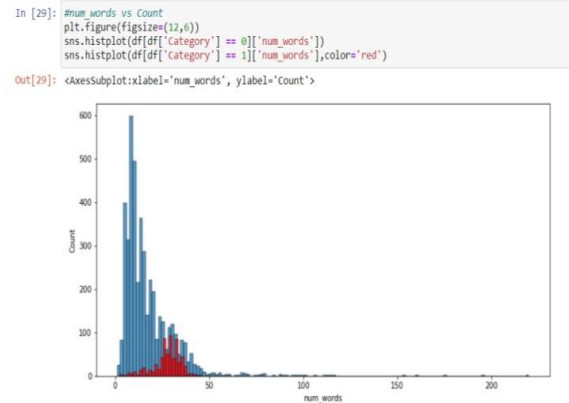 In [29]: #num_words vs Count
plt.figure(figsize=(12,6))
sns.histplot(df[df['Category'] == 0]['num_words'])
sns.histplot(df[df['Category'] == 1]['num_words'],color='red')
Out[29]: <AxesSubplot:xlabel='num_words', ylabel='Count'>
600
500
400
300
200
100
0
Count
0 50 100 150 200
num_words